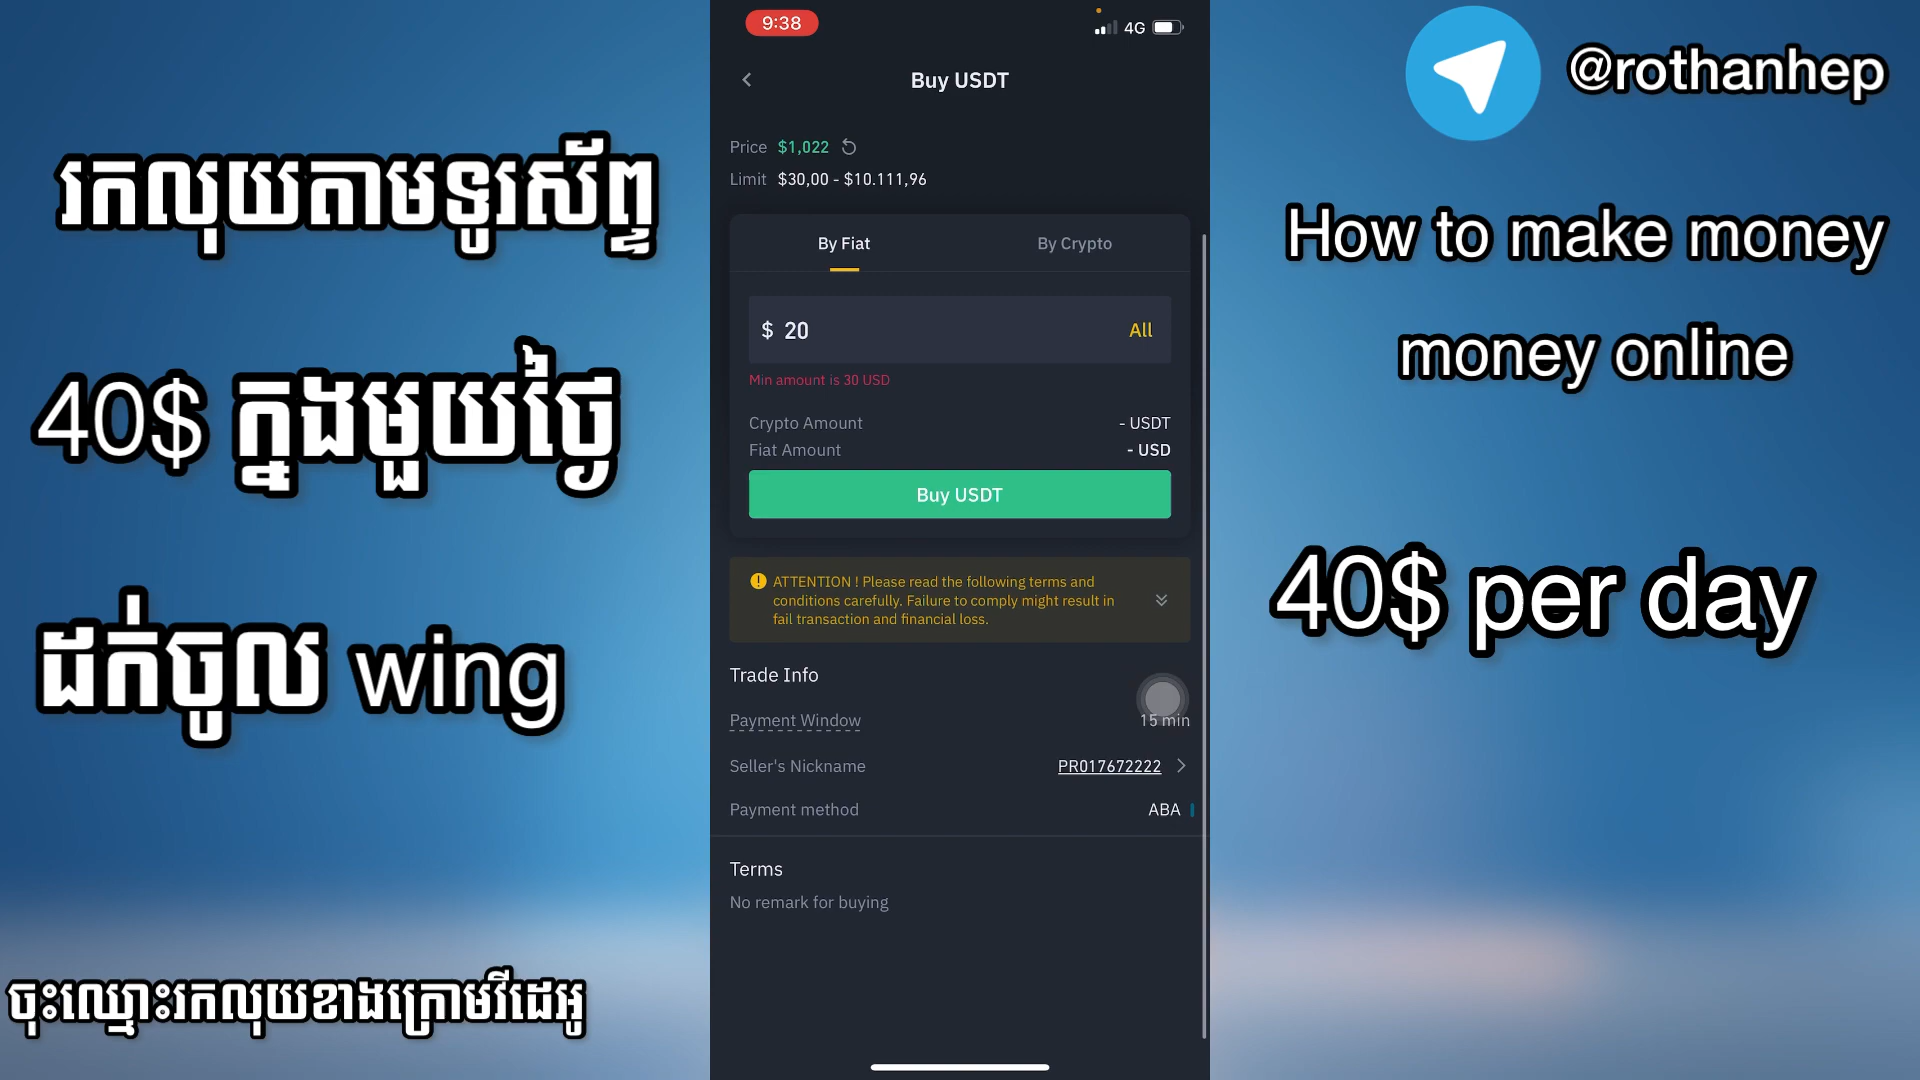 រកលុយតាមទូរស័ព្ទ
40$ ក្នុងមួយថ្ងៃ
ដក់ចូល wing
ចុះឈ្មោះរកលុយខាងក្រោមវីដេអូ
9:38
4G
Buy USDT
Price $1,022
Limit $30,00 - $10.111,96
By Fiat By Crypto
$ 20 All
Min amount is 30 USD
Crypto Amount - USDT
Fiat Amount - USD
Buy USDT
ATTENTION ! Please read the following terms and
conditions carefully. Failure to comply might result in
fail transaction and financial loss.
Trade Info
Payment Window 15 min
Seller's Nickname PR017672222
Payment method ABA
Terms
No remark for buying
@rothanhep
How to make money
money online
40$ per day